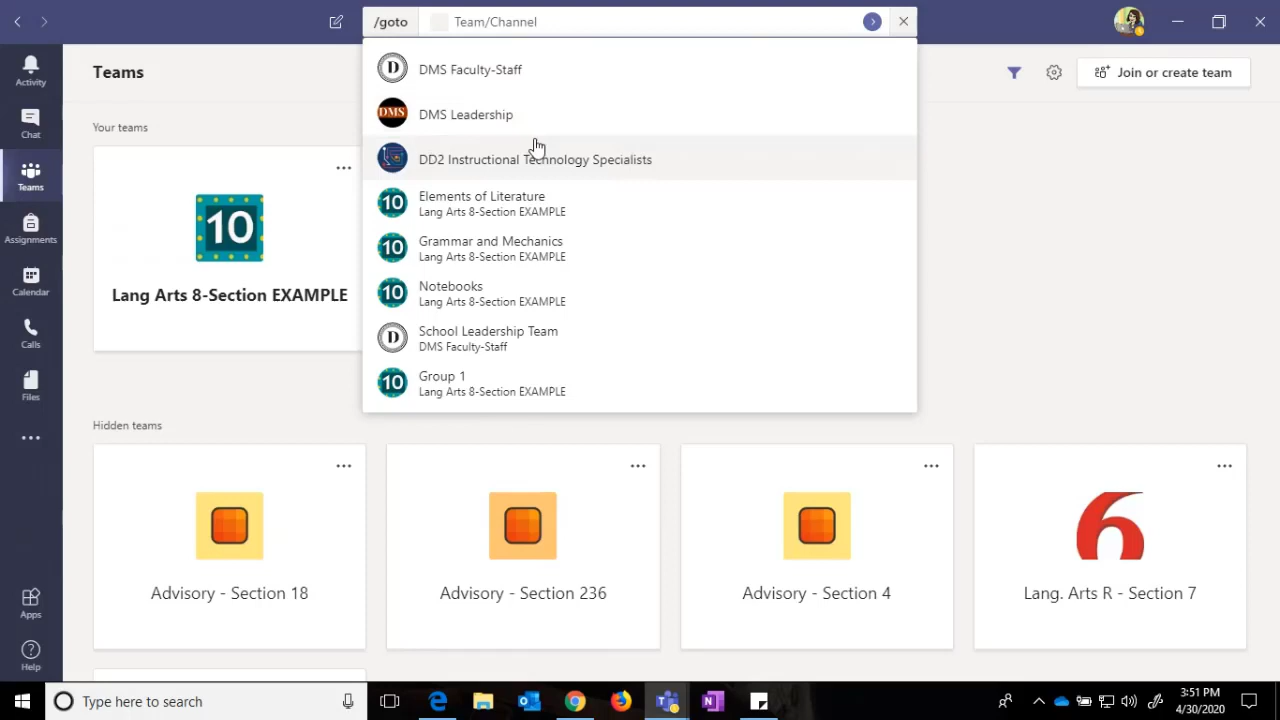 /goto
Team/Channel
Activity
Chat
Teams
Assignments
Calendar
Calls
Files
Apps
Help
Teams
Join or create team
Your teams
10
Lang Arts 8-Section EXAMPLE
D
DMS Faculty-Staff
DMS
DMS Leadership
DD2 Instructional Technology Specialists
10
Elements of Literature
Lang Arts 8-Section EXAMPLE
10
Grammar and Mechanics
Lang Arts 8-Section EXAMPLE
10
Notebooks
Lang Arts 8-Section EXAMPLE
D
School Leadership Team
DMS Faculty-Staff
10
Group 1
Lang Arts 8-Section EXAMPLE
Hidden teams
Advisory - Section 18
Advisory - Section 236
Advisory - Section 4
6
Lang. Arts R - Section 7
Type here to search
3:51 PM
4/30/2020